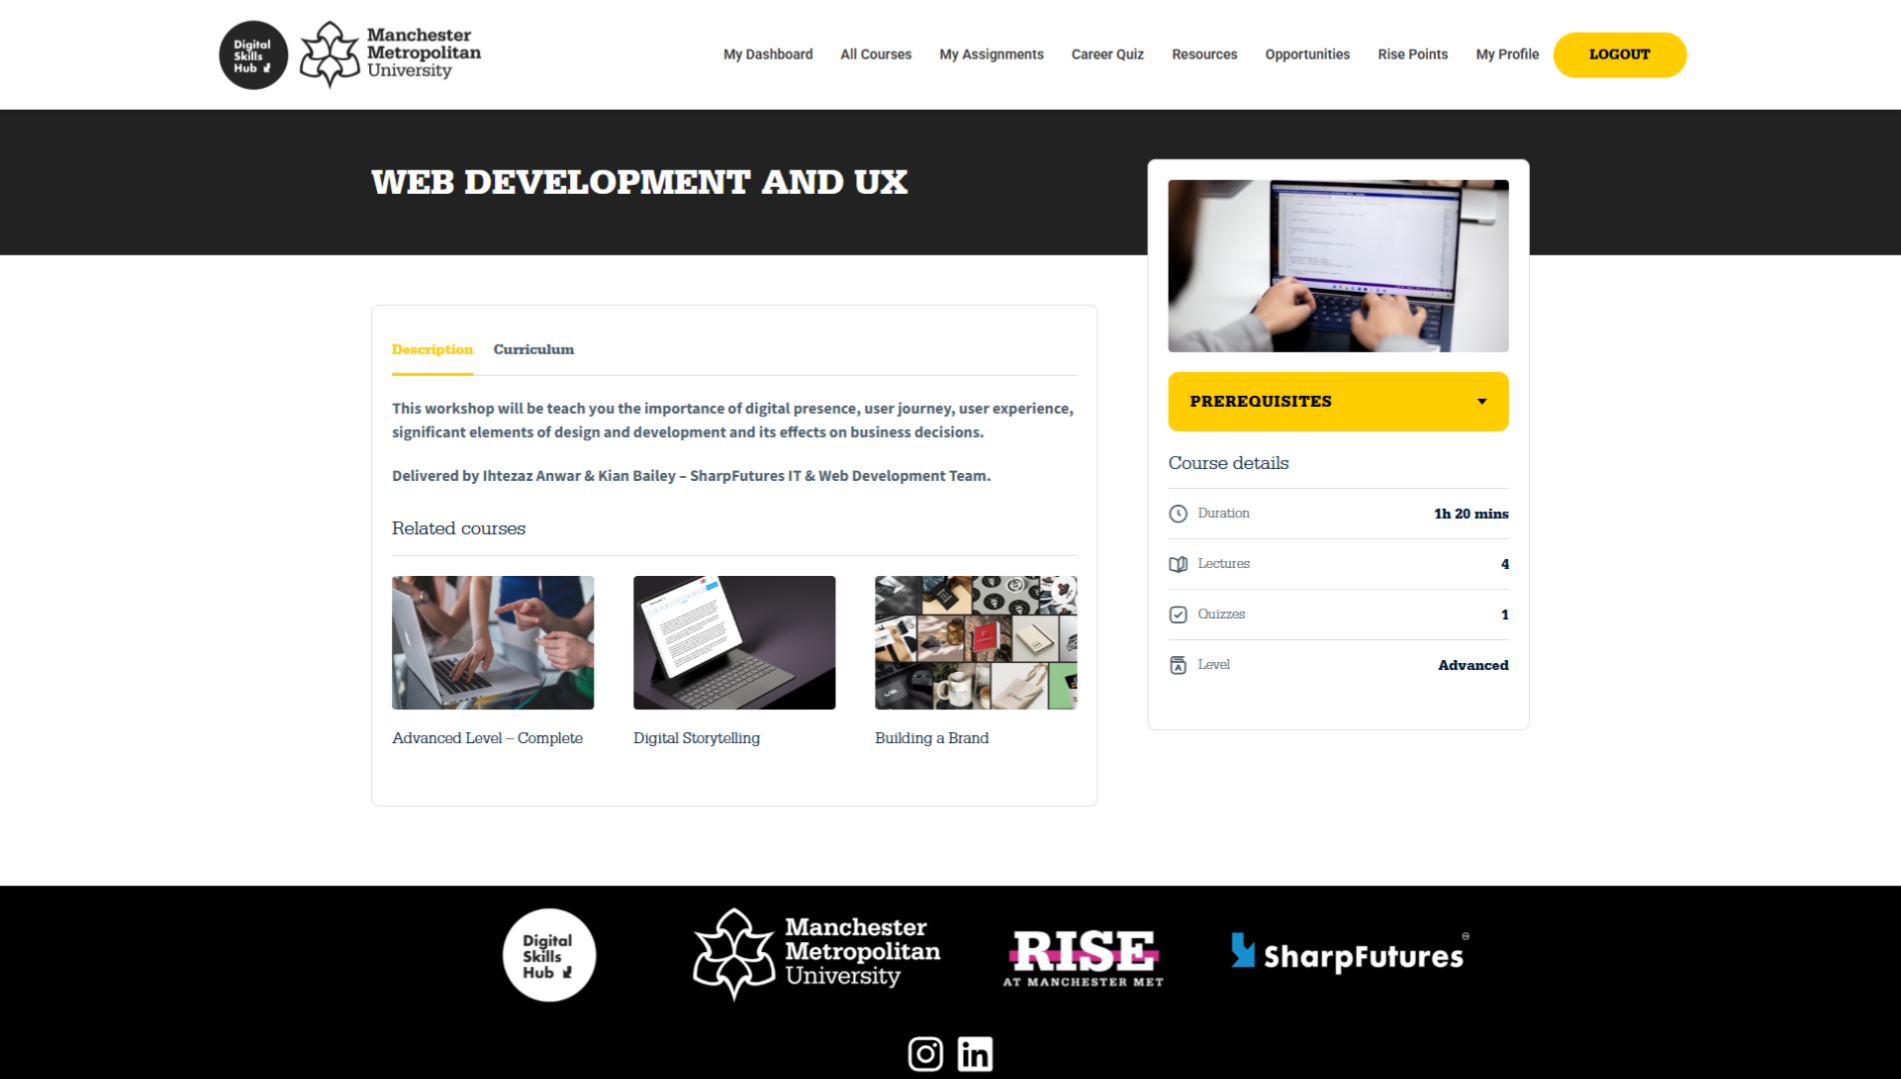 Digital
Skills
Hub
Manchester
Metropolitan
University
My Dashboard
All Courses
My Assignments
Career Quiz
Resources
Opportunities
Rise Points
My Profile
LOGOUT
WEB DEVELOPMENT AND UX
Description
Curriculum
This workshop will be teach you the importance of digital presence, user journey, user experience,
significant elements of design and development and its effects on business decisions.
Delivered by Ihtezaz Anwar & Kian Bailey – SharpFutures IT & Web Development Team.
Related courses
Advanced Level – Complete
Digital Storytelling
Building a Brand
PREREQUISITES
Course details
Duration 1h 20 mins
Lectures 4
Quizzes 1
Level Advanced
Digital
Skills
Hub
Manchester
Metropolitan
University
RISE
AT MANCHESTER MET
SharpFutures